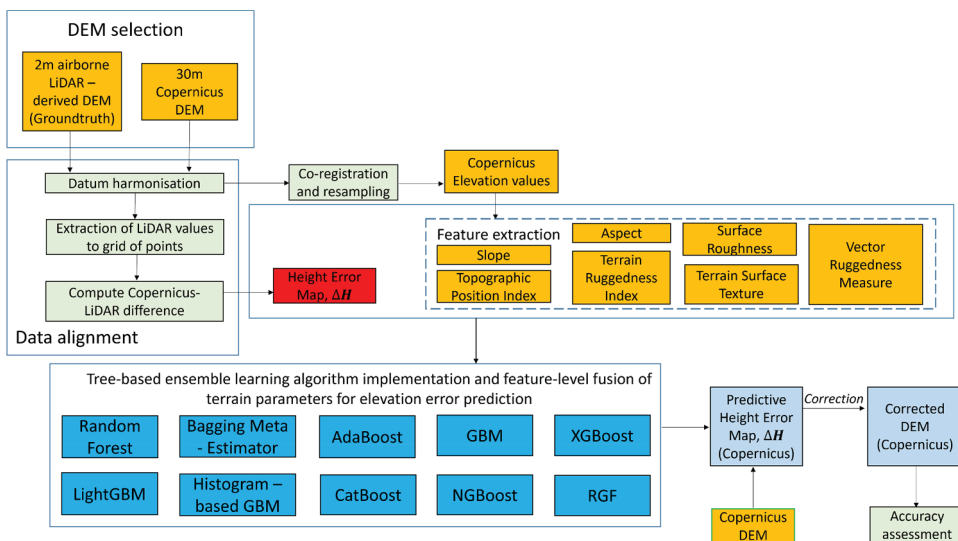 DEM selection
2m airborne
LiDAR –
derived DEM
(Groundtruth)
30m
Copernicus
DEM
Datum harmonisation
Extraction of LiDAR values
to grid of points
Compute Copernicus-
LiDAR difference
Data alignment
Co-registration
and resampling
Copernicus
Elevation values
Height Error
Map, ΔH
Feature extraction
Slope
Topographic
Position Index
Aspect
Terrain
Ruggedness
Index
Surface
Roughness
Terrain Surface
Texture
Vector
Ruggedness
Measure
Tree-based ensemble learning algorithm implementation and feature-level fusion of
terrain parameters for elevation error prediction
Random
Forest
Bagging Meta
- Estimator
AdaBoost
GBM
XGBoost
LightGBM
Histogram –
based GBM
CatBoost
NGBoost
RGF
Predictive
Height Error
Map, ΔH
(Copernicus)
Correction
Corrected
DEM
(Copernicus)
Copernicus
DEM
Accuracy
assessment